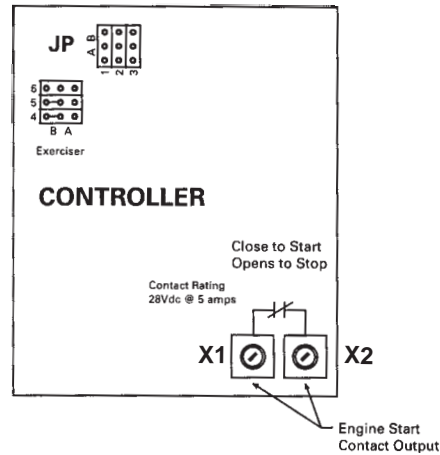 JP
A B
1 2 3
6
5
4
B A
Exerciser
CONTROLLER
Close to Start
Opens to Stop
Contact Rating
28Vdc @ 5 amps
X1
X2
Engine Start
Contact Output